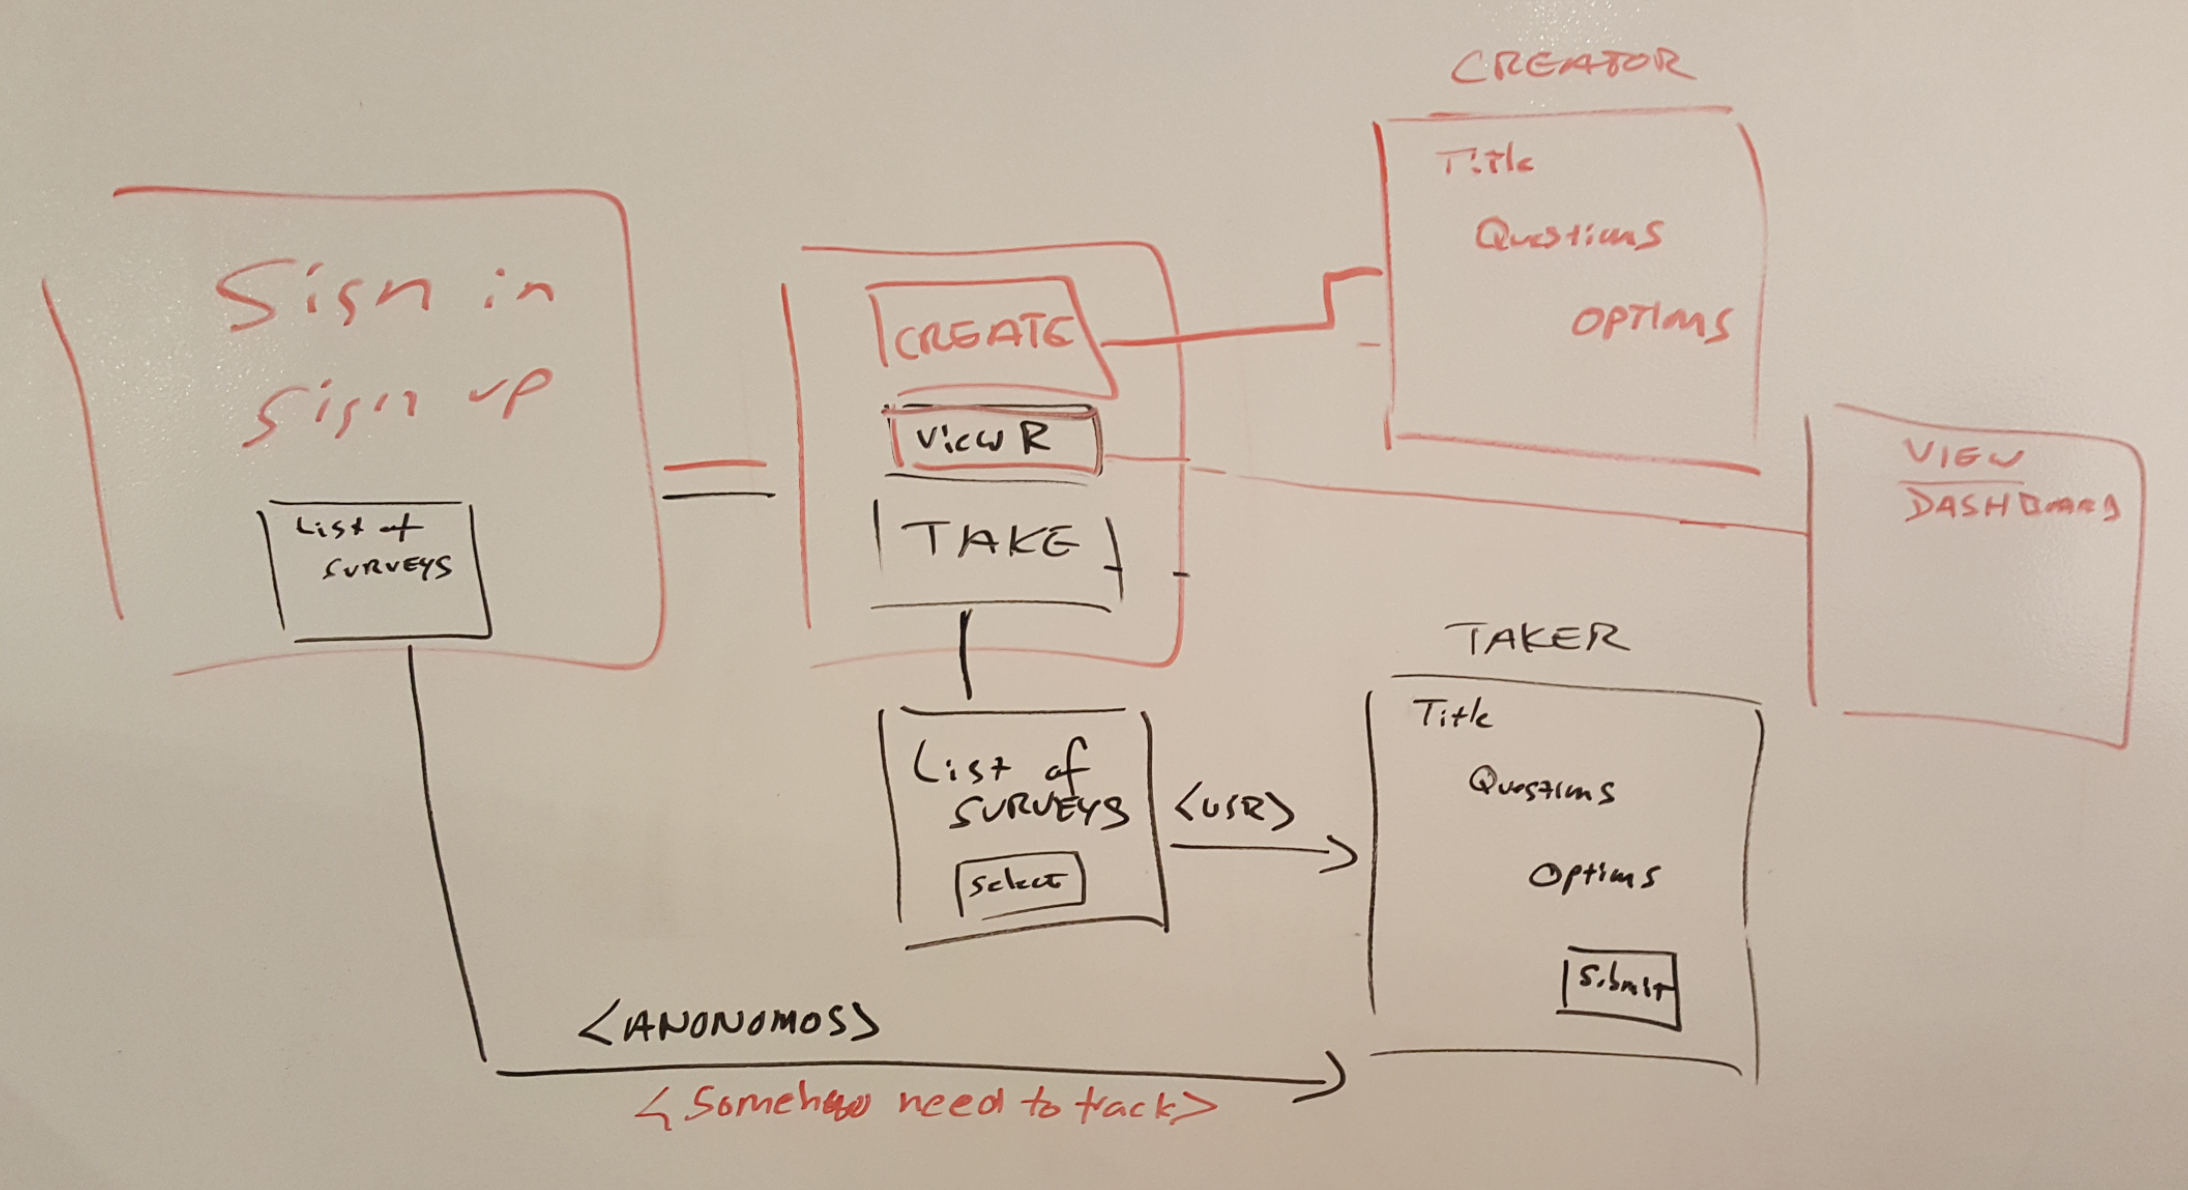 Sign in
Sign up
List of
SURVEYS
CREATE
View R
TAKE
List of
SURVEYS
Select
<USR>
<ANONOMOS>
<Somehow need to track>
CREATOR
Title
Questions
OPTIONS
VIEW
DASHBOARD
TAKER
Title
Questions
Options
Submit